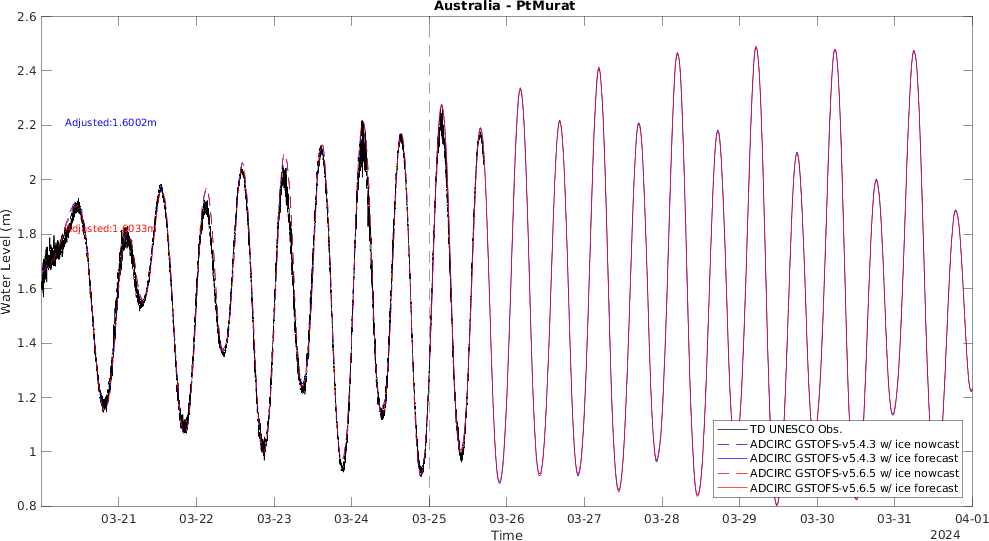 Australia - PtMurat
Water Level (m)
2.6
2.4
2.2
2
1.8
1.6
1.4
1.2
1
0.8
Adjusted:1.6002m
Adjusted:1.6033m
TD UNESCO Obs.
ADCIRC GSTOFS-v5.4.3 w/ ice nowcast
ADCIRC GSTOFS-v5.4.3 w/ ice forecast
ADCIRC GSTOFS-v5.6.5 w/ ice nowcast
ADCIRC GSTOFS-v5.6.5 w/ ice forecast
03-21
03-22
03-23
03-24
03-25
03-26
03-27
03-28
03-29
03-30
03-31
04-01
Time
2024